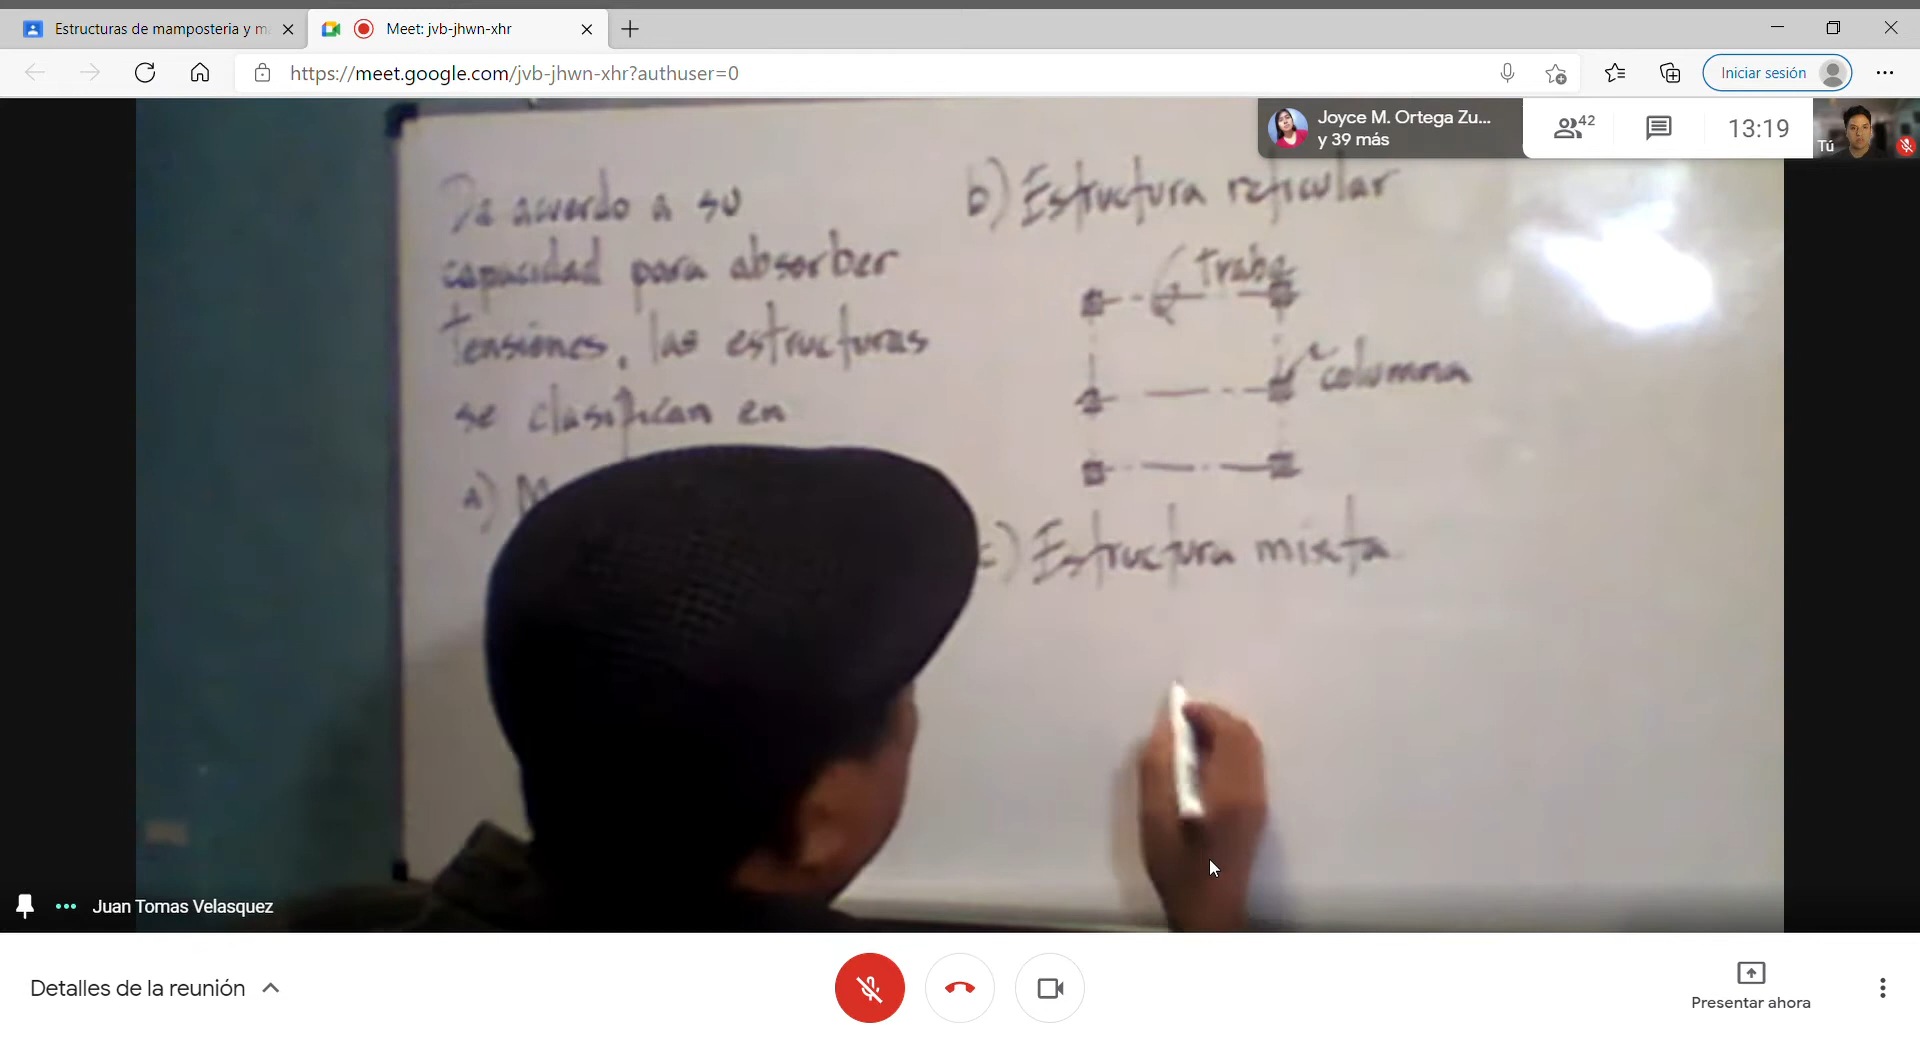 Estructuras de mamposteria y m
Meet: jvb-jhwn-xhr
https://meet.google.com/jvb-jhwn-xhr?authuser=0
Iniciar sesión
Joyce M. Ortega Zu...
y 39 más
42
13:19
Tú
De acuerdo a su
capacidad para absorber
tensiones, las estructuras
se clasifican en
a) M
b) Estructura reticular
trabe
columna
c) Estructura mixta
Juan Tomas Velasquez
Detalles de la reunión
Presentar ahora